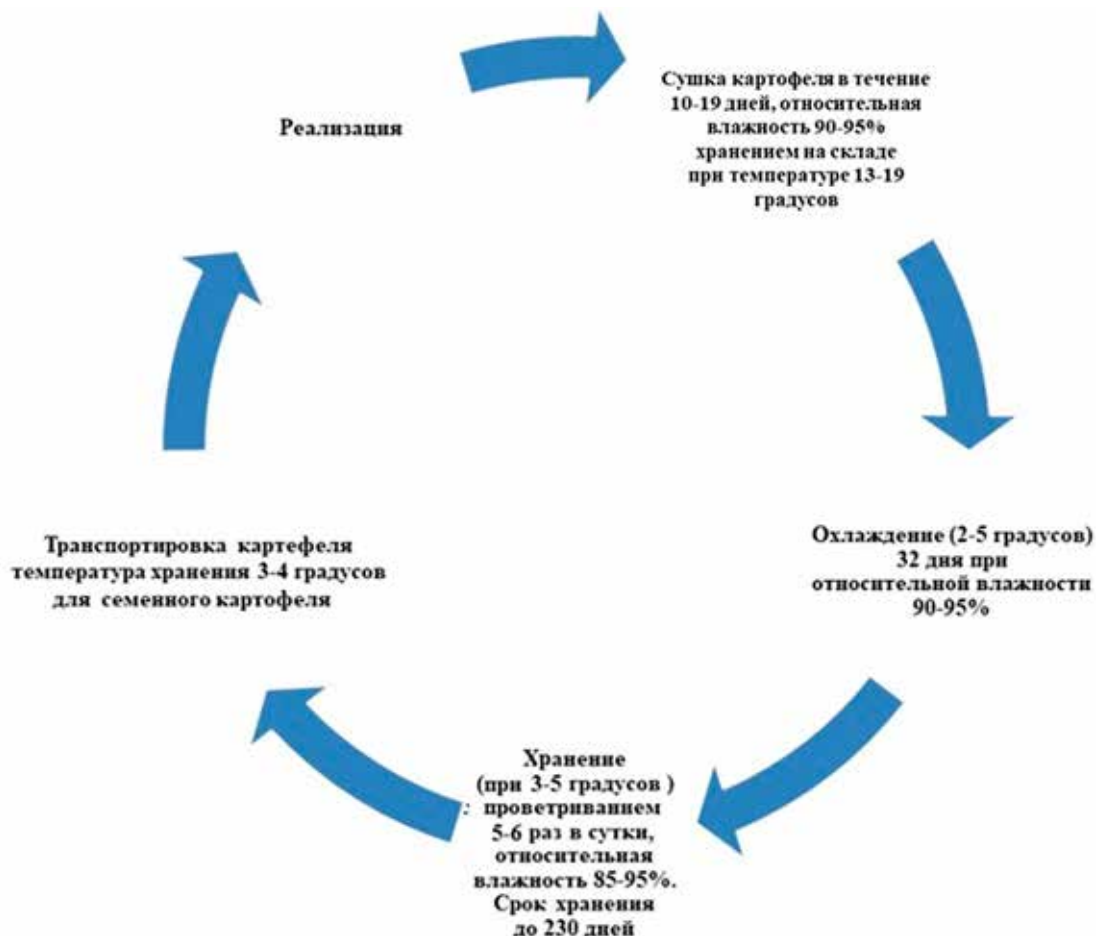 Реализация
Сушка картофеля в течение
10-19 дней, относительная
влажность 90-95%
хранением на складе
при температуре 13-19
градусов
Охлаждение (2-5 градусов)
32 дня при
относительной влажности
90-95%
Хранение
(при 3-5 градусов )
: проветриванием
5-6 раз в сутки,
относительная
влажность 85-95%.
Срок хранения
до 230 дней
Транспортировка картефеля
температура хранения 3-4 градусов
для семенного картофеля